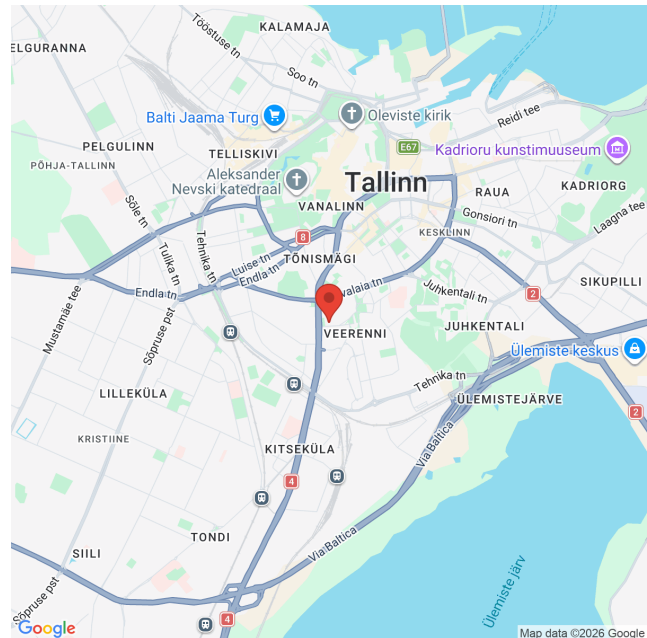 KALAMAJA
Tööstuse tn
ELGURANNA
Soo tn
Balti Jaama Turg
Oleviste kirik
Reidi tee
E67
Kadrioru kunstimuuseum
PELGULINN
TELLISKIVI
PÕHJA-TALLINN
Aleksander
Nevski katedraal
Tallinn
RAUA
KADRIORG
VANALINN
Sõle tn
Gonsiori tn
Laagna tee
KESKLINN
8
Tulika tn
Tehnika tn
Luise tn
Endla tn
TÕNISMÄGI
Endla tn
valaia tn
Juhkentali tn
SIKUPILLI
2
Mustamäe tee
Sõpruse pst
VEERENNI
JUHKENTALI
Ülemiste keskus
Tehnika tn
LILLEKÜLA
ÜLEMISTEJÄRVE
2
KRISTIINE
KITSEKÜLA
Via Baltica
4
TONDI
SIILI
Via Baltica
Sõpruse pst
Ülemiste järv
4
Google
Map data ©2026 Google